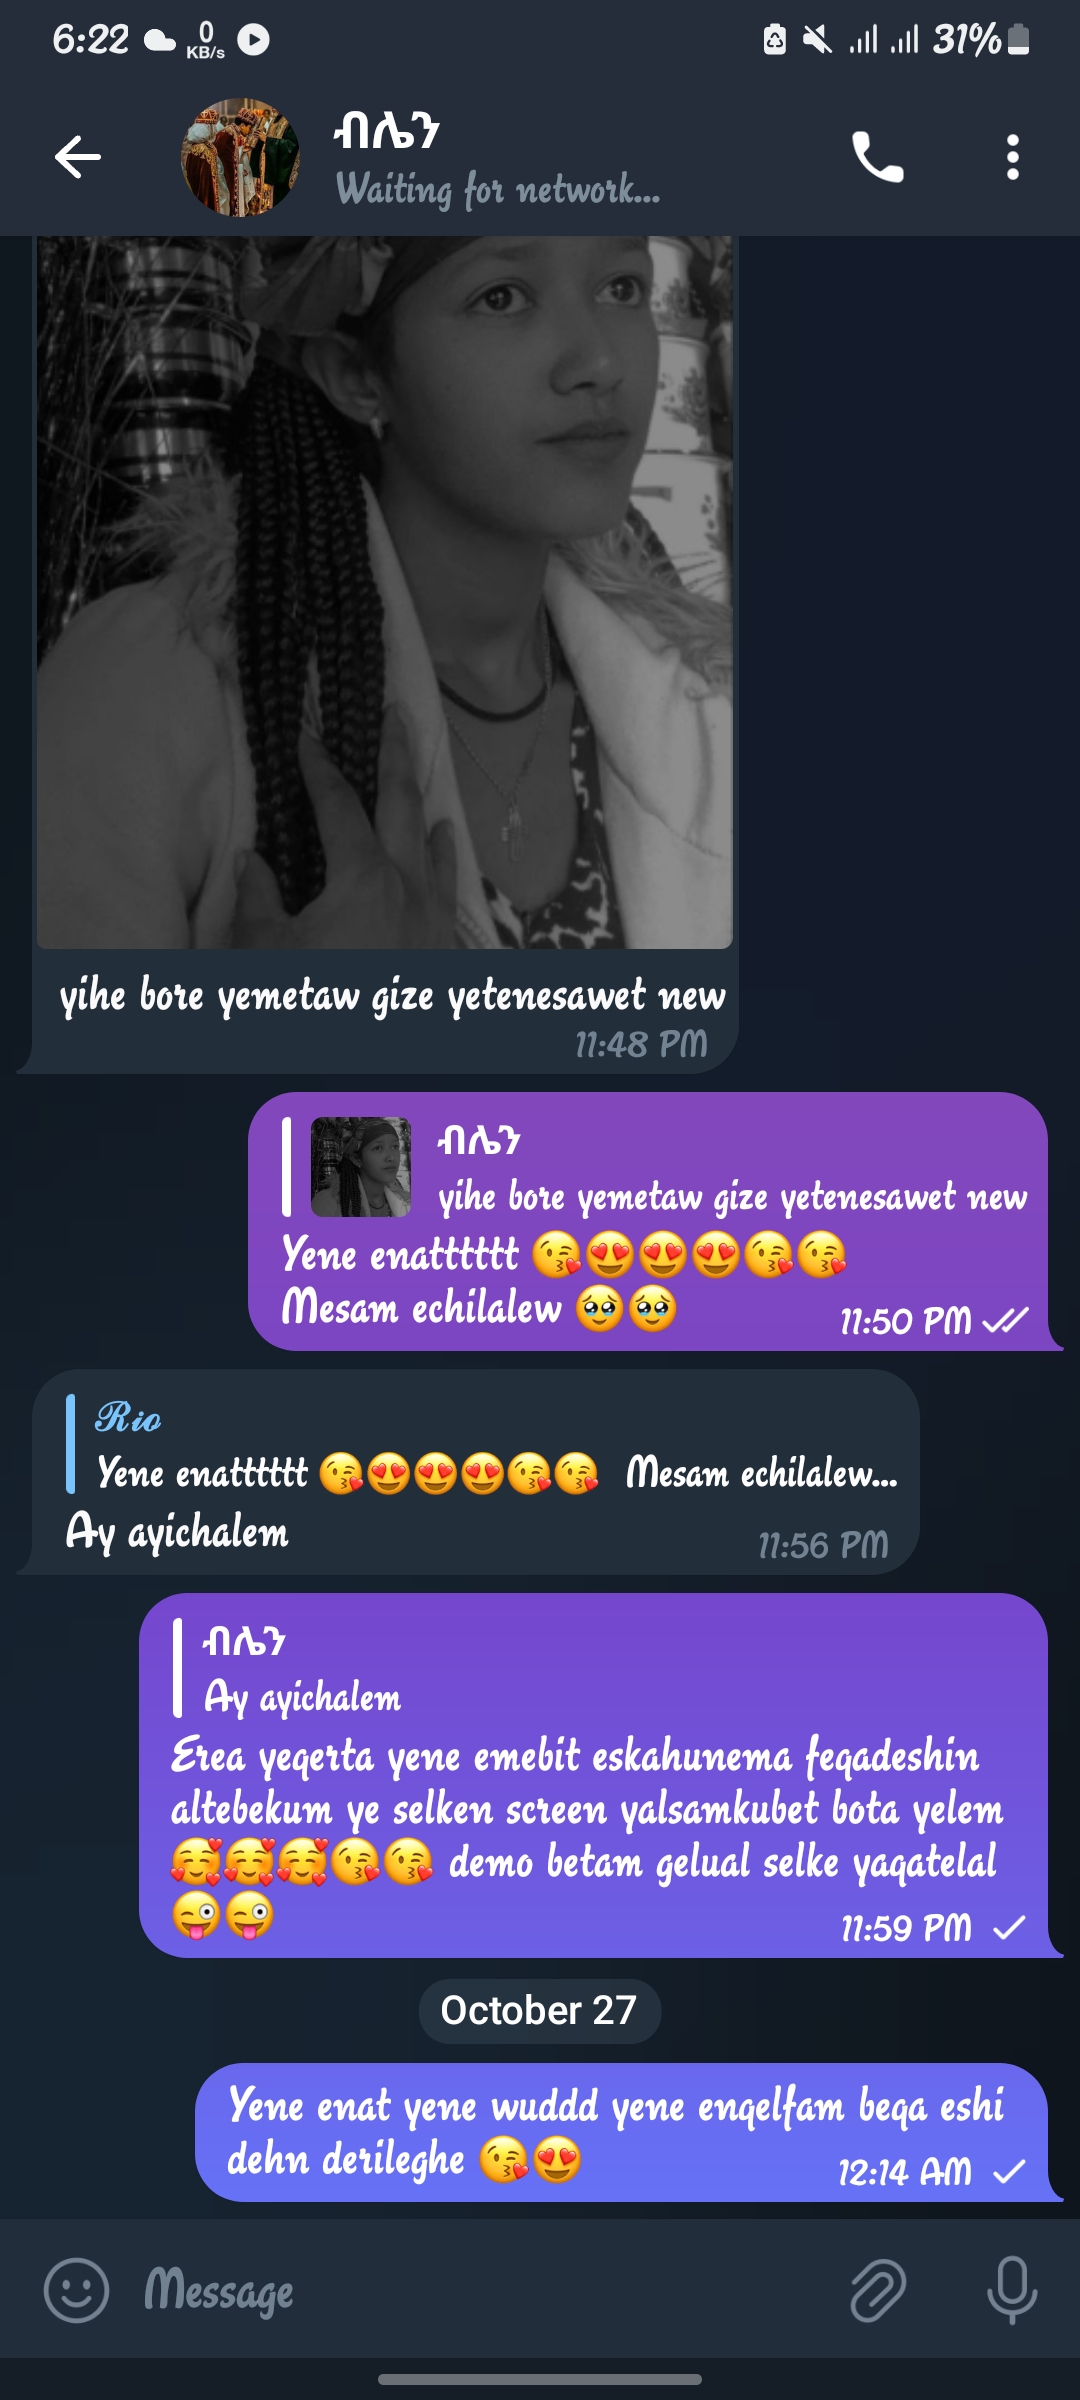 6:22
0
KB/s
31%
ብሌን
Waiting for network...
yihe bore yemetaw gize yetenesawet new
11:48 PM
ብሌን
yihe bore yemetaw gize yetenesawet new
Yene enatttttt 😘😍😍😍😘😘
Mesam echilalew 🥹🥹
11:50 PM
𝓡𝓲𝓸
Yene enatttttt 😘😍😍😍😘😘 Mesam echilalew...
Ay ayichalem
11:56 PM
ብሌን
Ay ayichalem
Erea yeqerta yene emebit eskahunema feqadeshin
altebekum ye selken screen yalsamkubet bota yelem
🥰🥰🥰😘😘 demo betam gelual selke yaqatelal
😜😜
11:59 PM
October 27
Yene enat yene wuddd yene enqelfam beqa eshi
dehn derileghe 😘😍
12:14 AM
Message